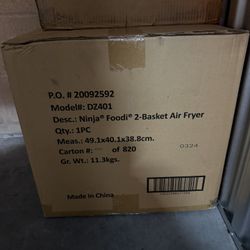 P.O. # 20092592
Model#: DZ401
Desc.: Ninja® Foodi® 2-Basket Air Fryer
Qty.: 1PC
Meas.: 49.1x40.1x38.8cm.
0324
Carton #: of 820
Gr. Wt.: 11.3kgs.
Made in China